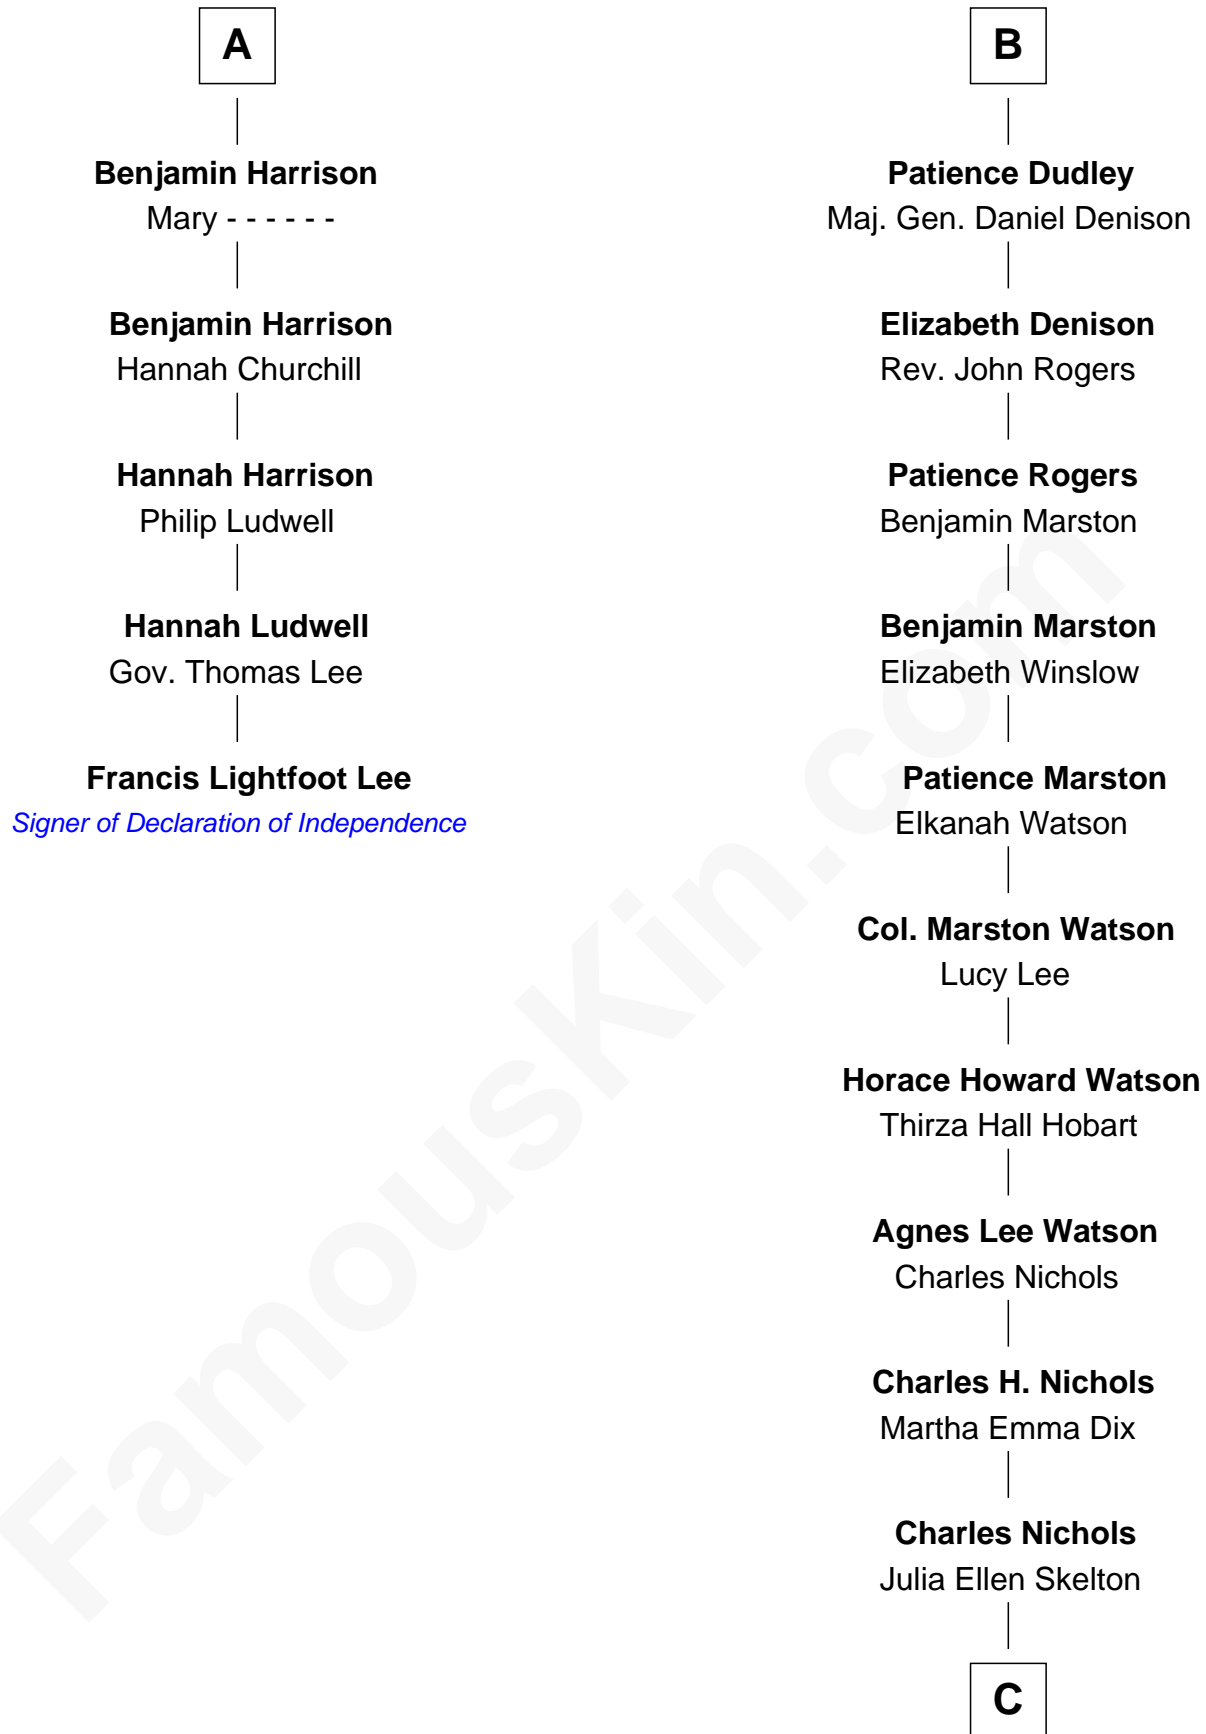 A
Benjamin Harrison
Mary - - - - - -
Benjamin Harrison
Hannah Churchill
Hannah Harrison
Philip Ludwell
Hannah Ludwell
Gov. Thomas Lee
Francis Lightfoot Lee
Signer of Declaration of Independence
B
Patience Dudley
Maj. Gen. Daniel Denison
Elizabeth Denison
Rev. John Rogers
Patience Rogers
Benjamin Marston
Benjamin Marston
Elizabeth Winslow
Patience Marston
Elkanah Watson
Col. Marston Watson
Lucy Lee
Horace Howard Watson
Thirza Hall Hobart
Agnes Lee Watson
Charles Nichols
Charles H. Nichols
Martha Emma Dix
Charles Nichols
Julia Ellen Skelton
C
FamousKin.com